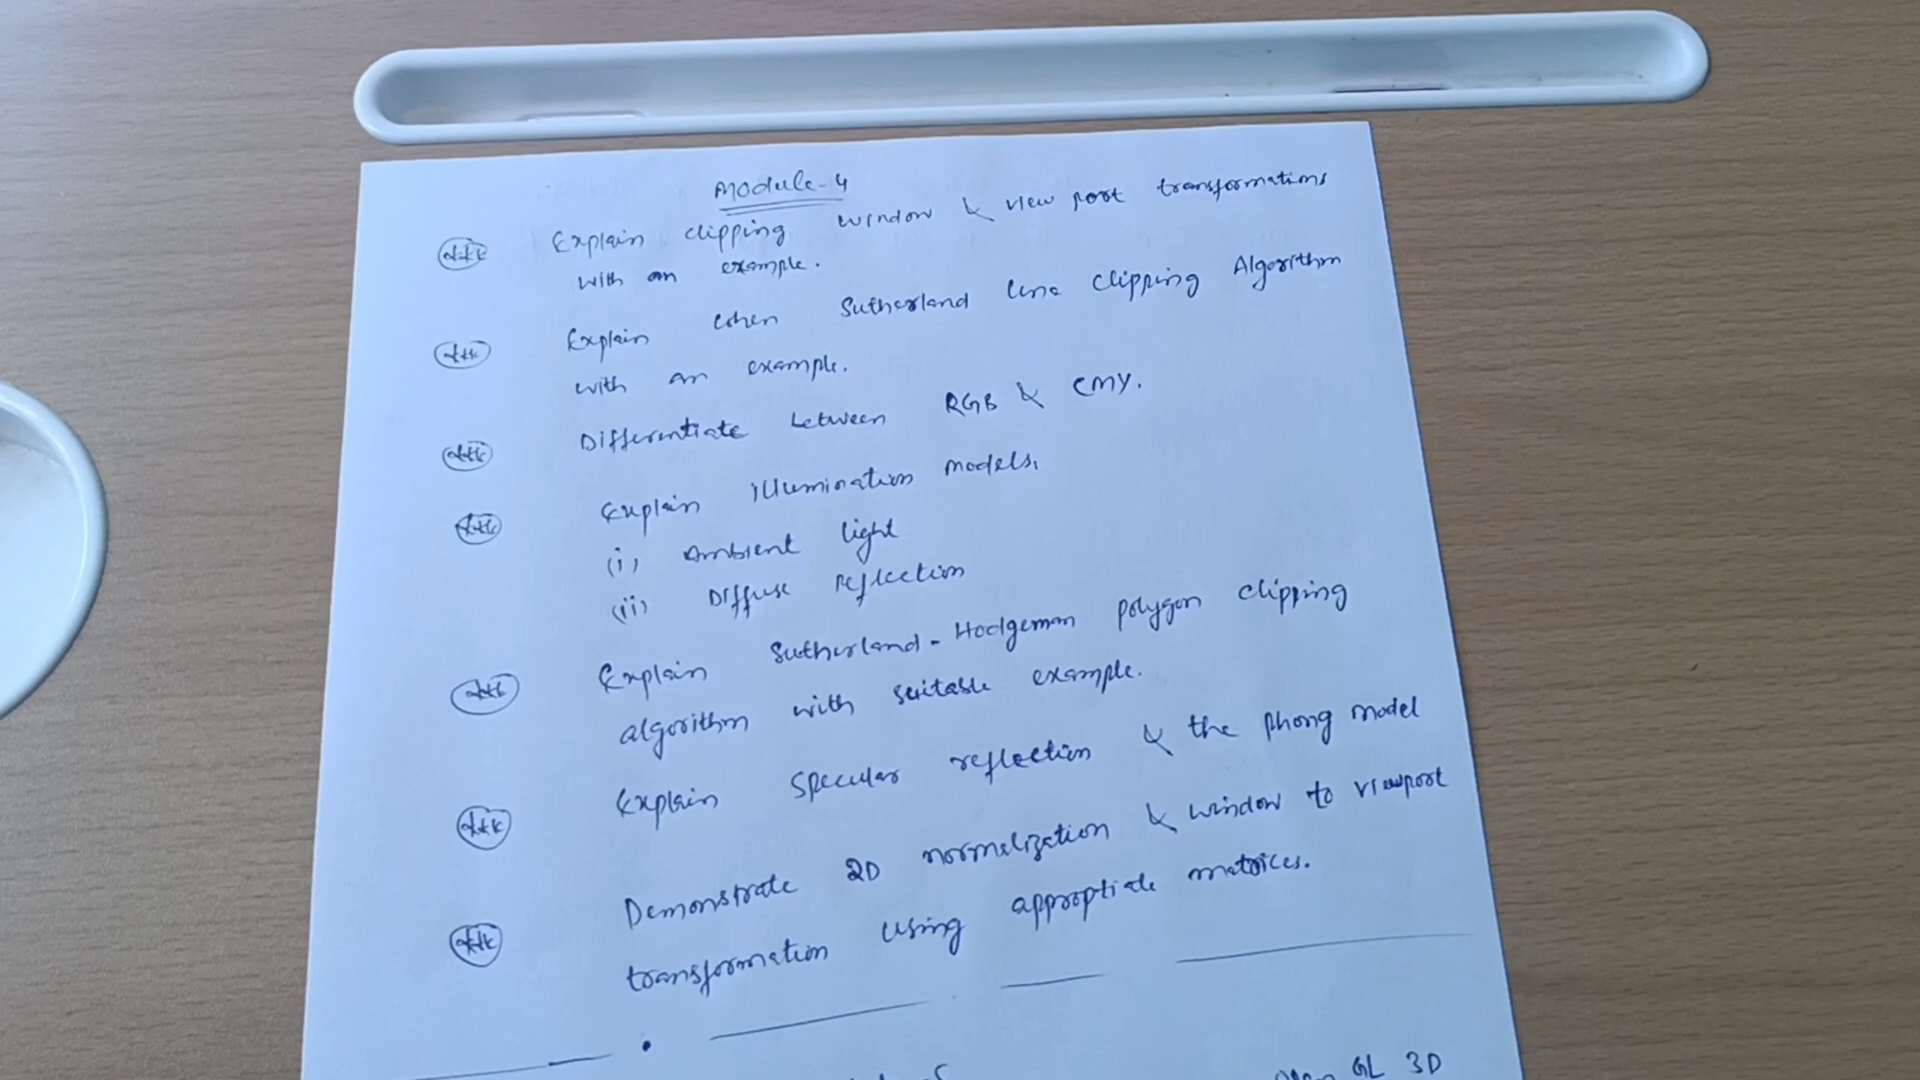 Module-4
Explain clipping window & view port transformations
with an example.
Explain Cohen Sutherland line clipping Algorithm
with an example.
Differentiate between RGB & CMY.
Explain illumination models.
(i) Ambient light
(ii) Diffuse reflection
Explain Sutherland-Hodgeman polygon clipping
algorithm with suitable example.
Explain specular reflection & the phong model
Demonstrate 2D normalization & window to viewport
transformation using appropriate matrices.
GL 3D